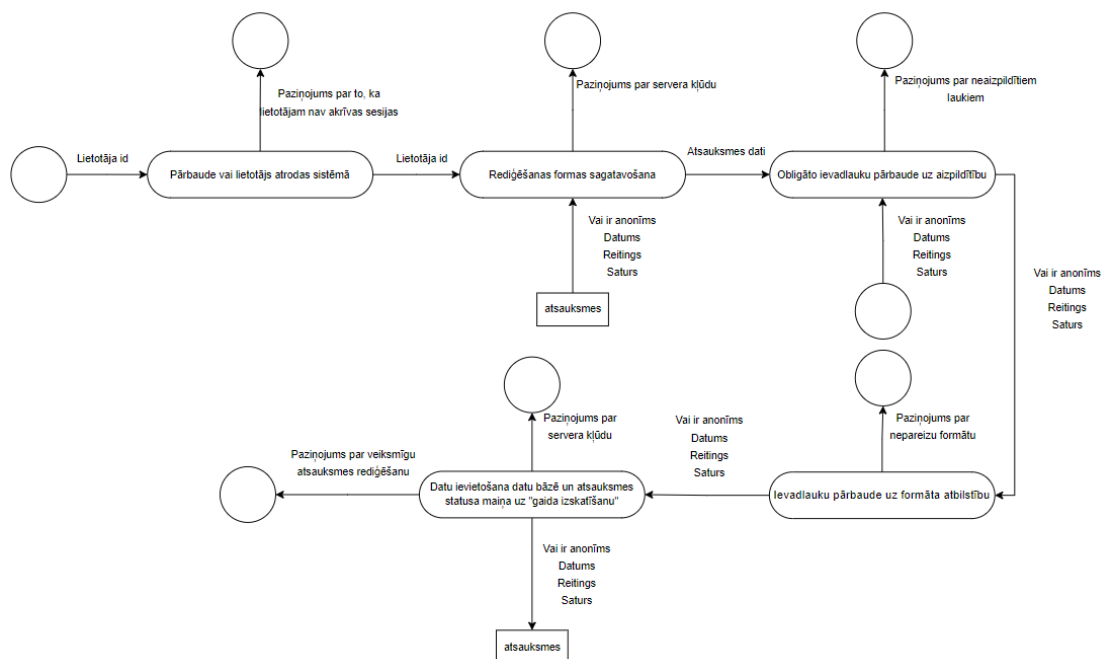 Paziņojums par to, ka
lietotājam nav akrīvas sesijas
Paziņojums par servera kļūdu
Paziņojums par neaizpildītiem
laukiem
Lietotāja id
Pārbaude vai lietotājs atrodas sistēmā
Lietotāja id
Rediģēšanas formas sagatavošana
Atsauksmes dati
Obligāto ievadlauku pārbaude uz aizpildītību
Vai ir anonīms
Datums
Reitings
Saturs
atsauksmes
Vai ir anonīms
Datums
Reitings
Saturs
Vai ir anonīms
Datums
Reitings
Saturs
Paziņojums par
nepareizu formātu
Ievadlauku pārbaude uz formāta atbilstību
Vai ir anonīms
Datums
Reitings
Saturs
Paziņojums par
servera kļūdu
Datu ievietošana datu bāzē un atsauksmes
statusa maiņa uz "gaida izskatīšanu"
Paziņojums par veiksmīgu
atsauksmes rediģēšanu
Vai ir anonīms
Datums
Reitings
Saturs
atsauksmes